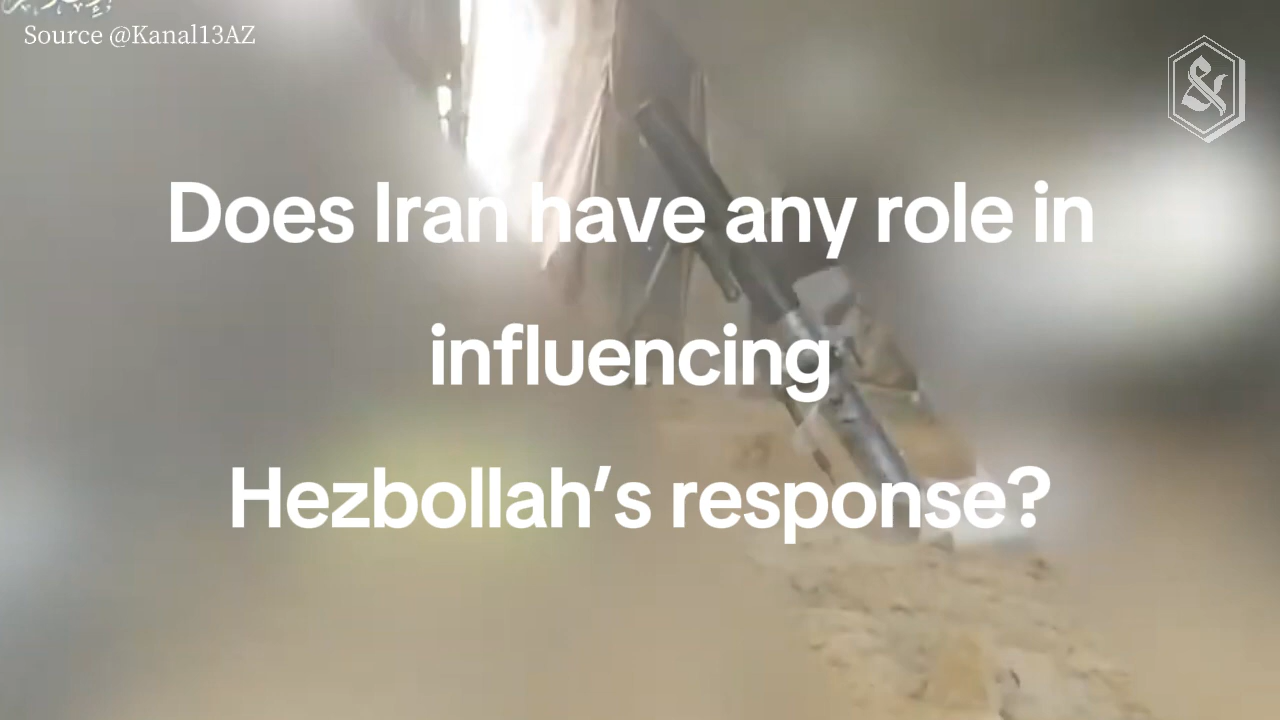 Source @Kanal13AZ
&
Does Iran have any role in
influencing
Hezbollah’s response?